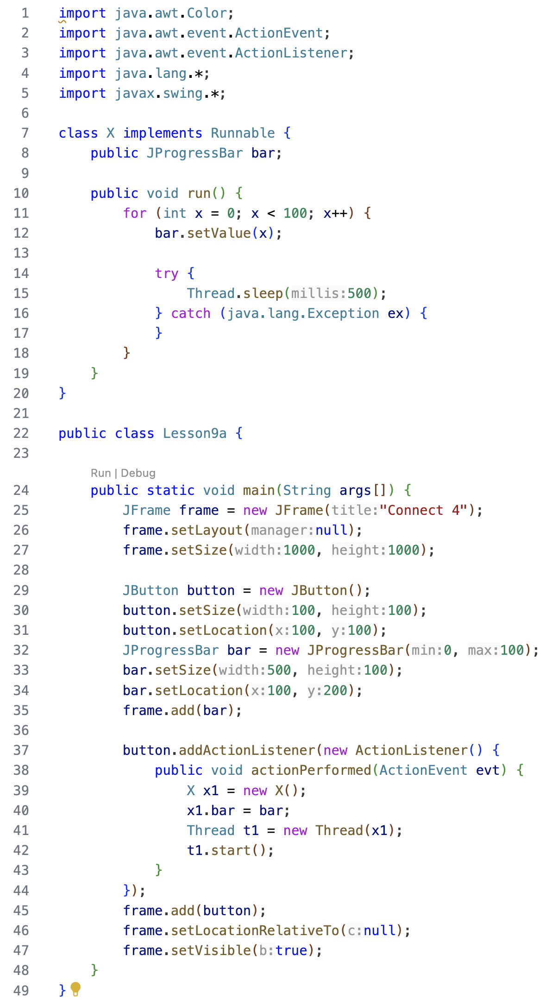 1 import java.awt.Color;
2 import java.awt.event.ActionEvent;
3 import java.awt.event.ActionListener;
4 import java.lang.*;
5 import javax.swing.*;
6
7 class X implements Runnable {
8     public JProgressBar bar;
9
10     public void run() {
11         for (int x = 0; x < 100; x++) {
12             bar.setValue(x);
13
14             try {
15                 Thread.sleep(millis:500);
16             } catch (java.lang.Exception ex) {
17             }
18         }
19     }
20 }
21
22 public class Lesson9a {
23
Run | Debug
24     public static void main(String args[]) {
25         JFrame frame = new JFrame(title:"Connect 4");
26         frame.setLayout(manager:null);
27         frame.setSize(width:1000, height:1000);
28
29         JButton button = new JButton();
30         button.setSize(width:100, height:100);
31         button.setLocation(x:100, y:100);
32         JProgressBar bar = new JProgressBar(min:0, max:100);
33         bar.setSize(width:500, height:100);
34         bar.setLocation(x:100, y:200);
35         frame.add(bar);
36
37         button.addActionListener(new ActionListener() {
38             public void actionPerformed(ActionEvent evt) {
39                 X x1 = new X();
40                 x1.bar = bar;
41                 Thread t1 = new Thread(x1);
42                 t1.start();
43             }
44         });
45         frame.add(button);
46         frame.setLocationRelativeTo(c:null);
47         frame.setVisible(b:true);
48     }
49 }